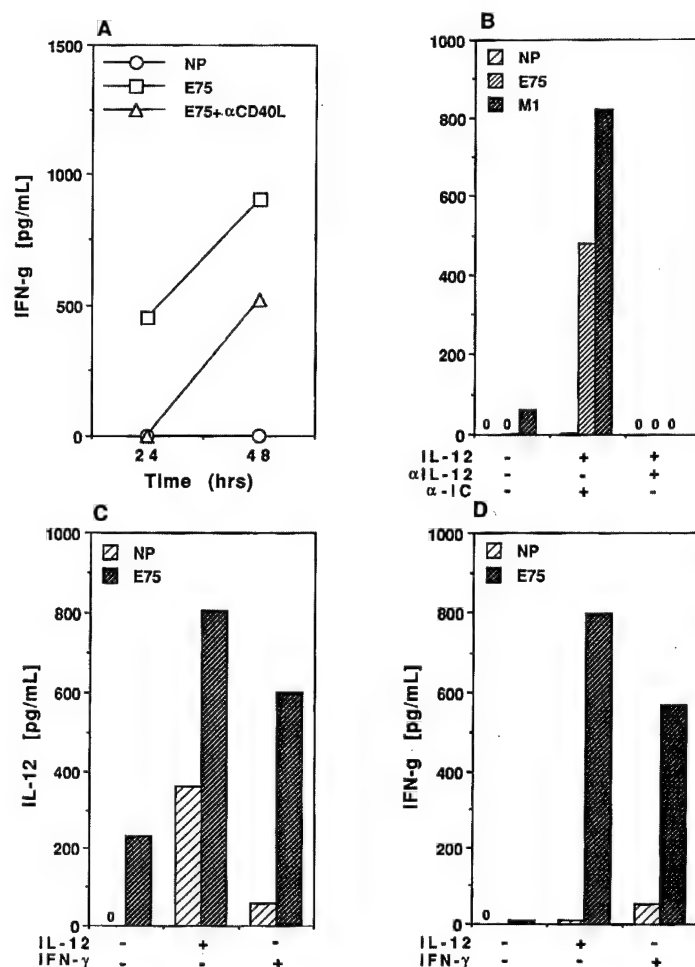 A
1500
1000
500
0
IFN-g [pg/mL]
NP
E75
E75+αCD40L
24 48
Time (hrs)
B
1000
800
600
400
200
0
NP
E75
M1
0 0 0 0 0
IL-12 - + +
αIL-12 - - +
α-IC - + -
C
1000
800
600
400
200
0
IL-12 [pg/mL]
NP
E75
0
IL-12 - + -
IFN-γ - - +
D
1000
800
600
400
200
0
IFN-g [pg/mL]
NP
E75
0
IL-12 - + -
IFN-γ - - +